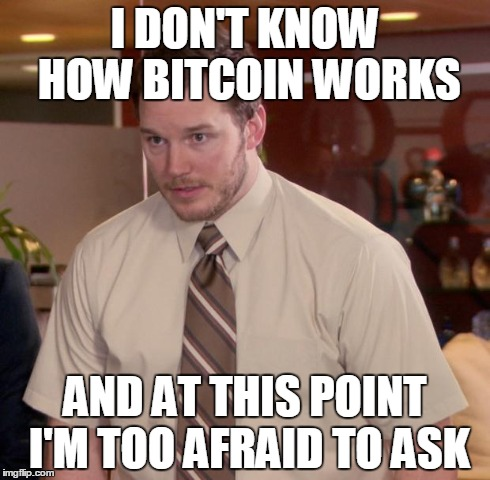 I DON'T KNOW
HOW BITCOIN WORKS
AND AT THIS POINT
I'M TOO AFRAID TO ASK
imgflip.com